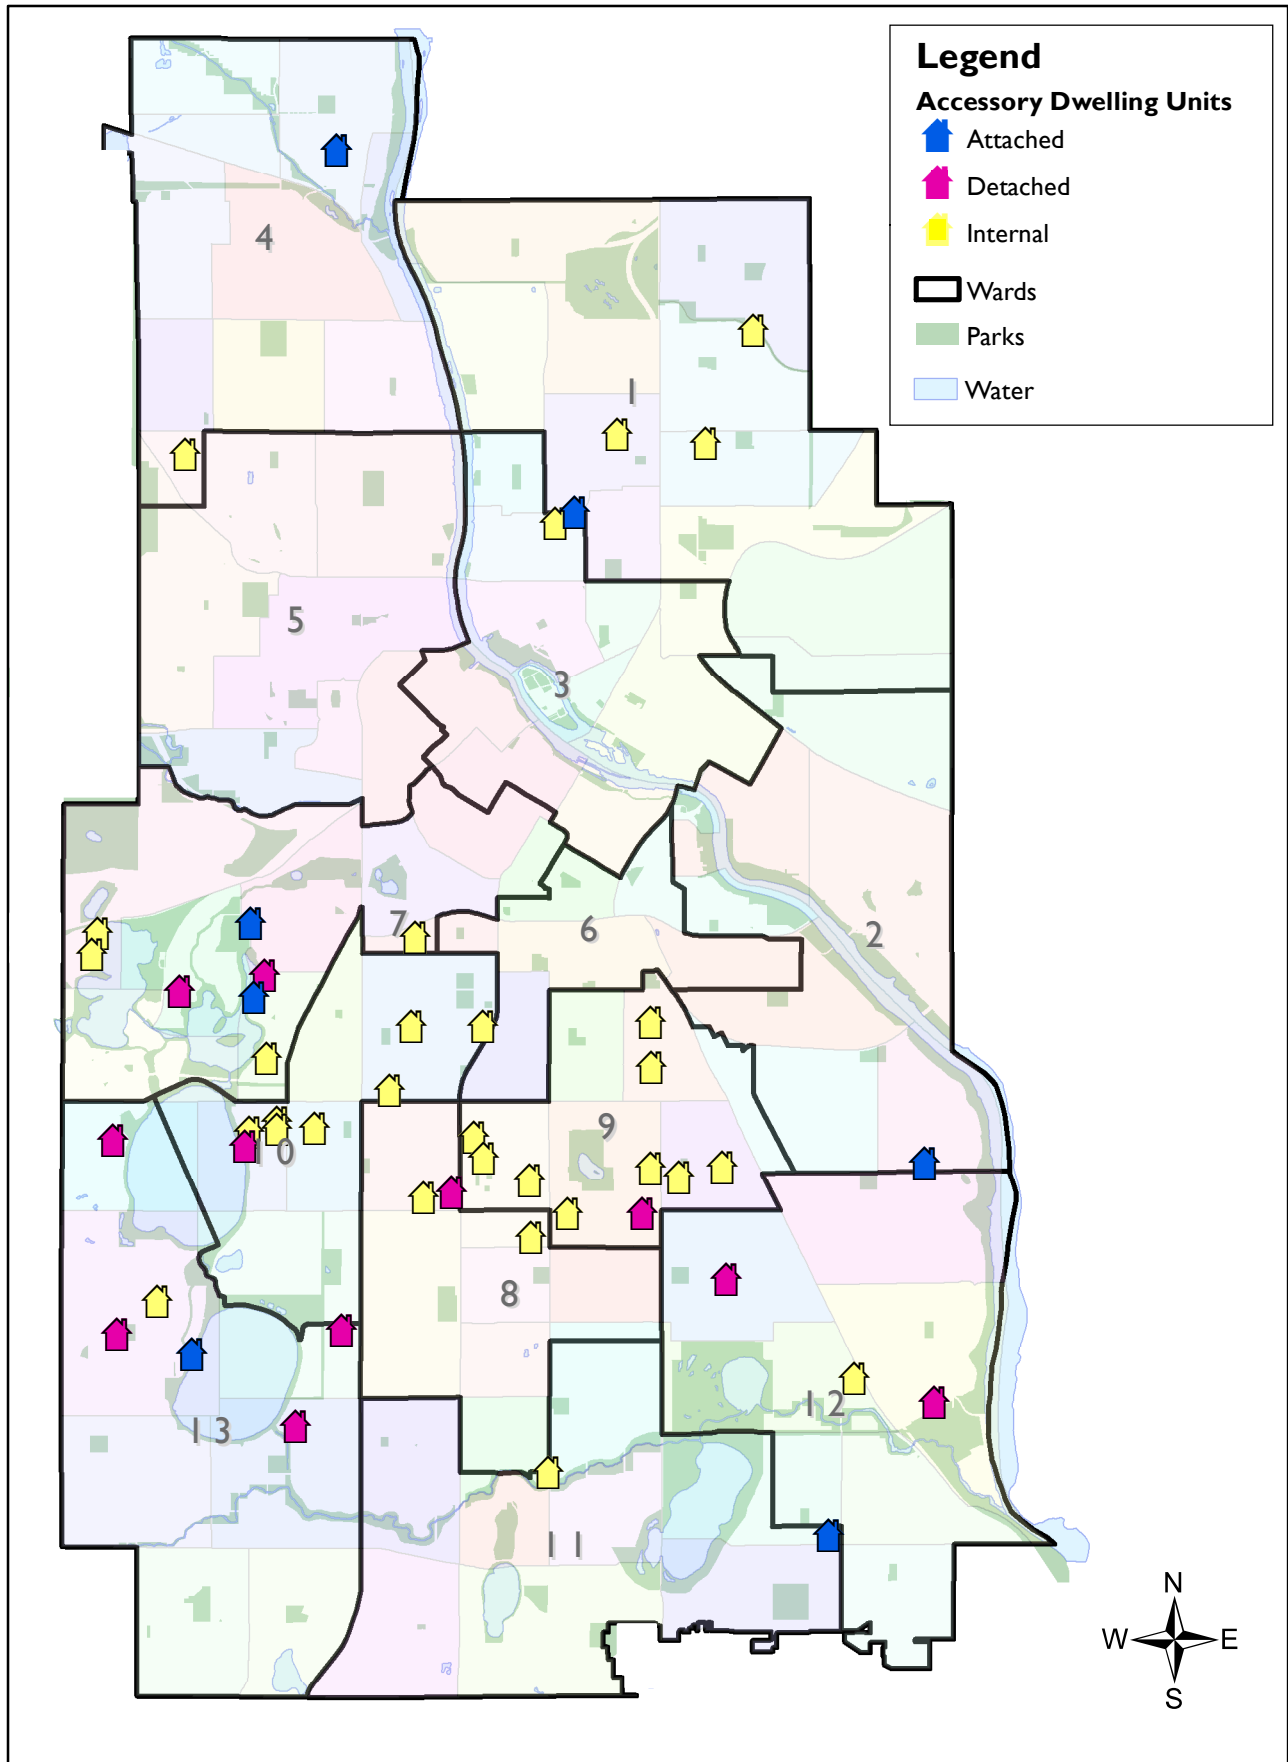 Legend
Accessory Dwelling Units
Attached
Detached
Internal
Wards
Parks
Water
4
1
5
3
7
6
2
9
10
8
12
13
11
N
W E
S